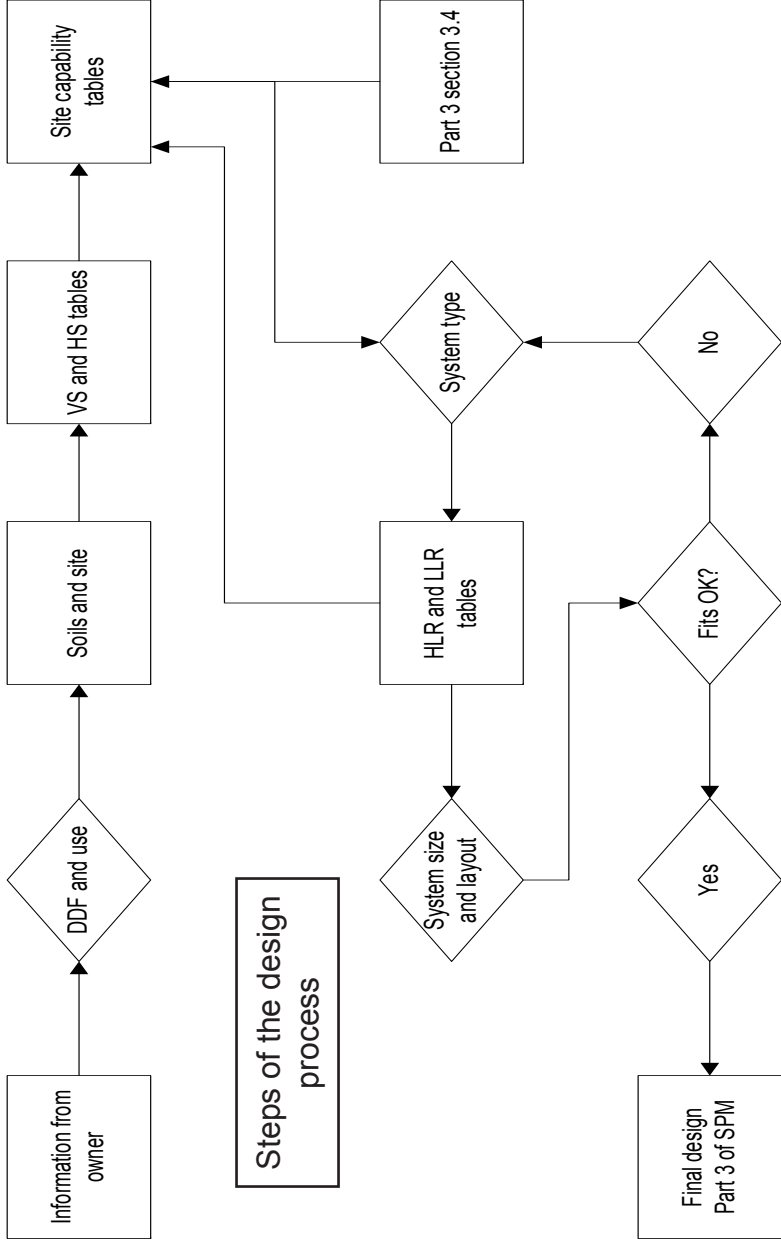 Information from
owner
DDF and use
Soils and site
VS and HS tables
Site capability
tables
Steps of the design
process
System size
and layout
HLR and LLR
tables
System type
Part 3 section 3.4
Final design
Part 3 of SPM
Yes
Fits OK?
No